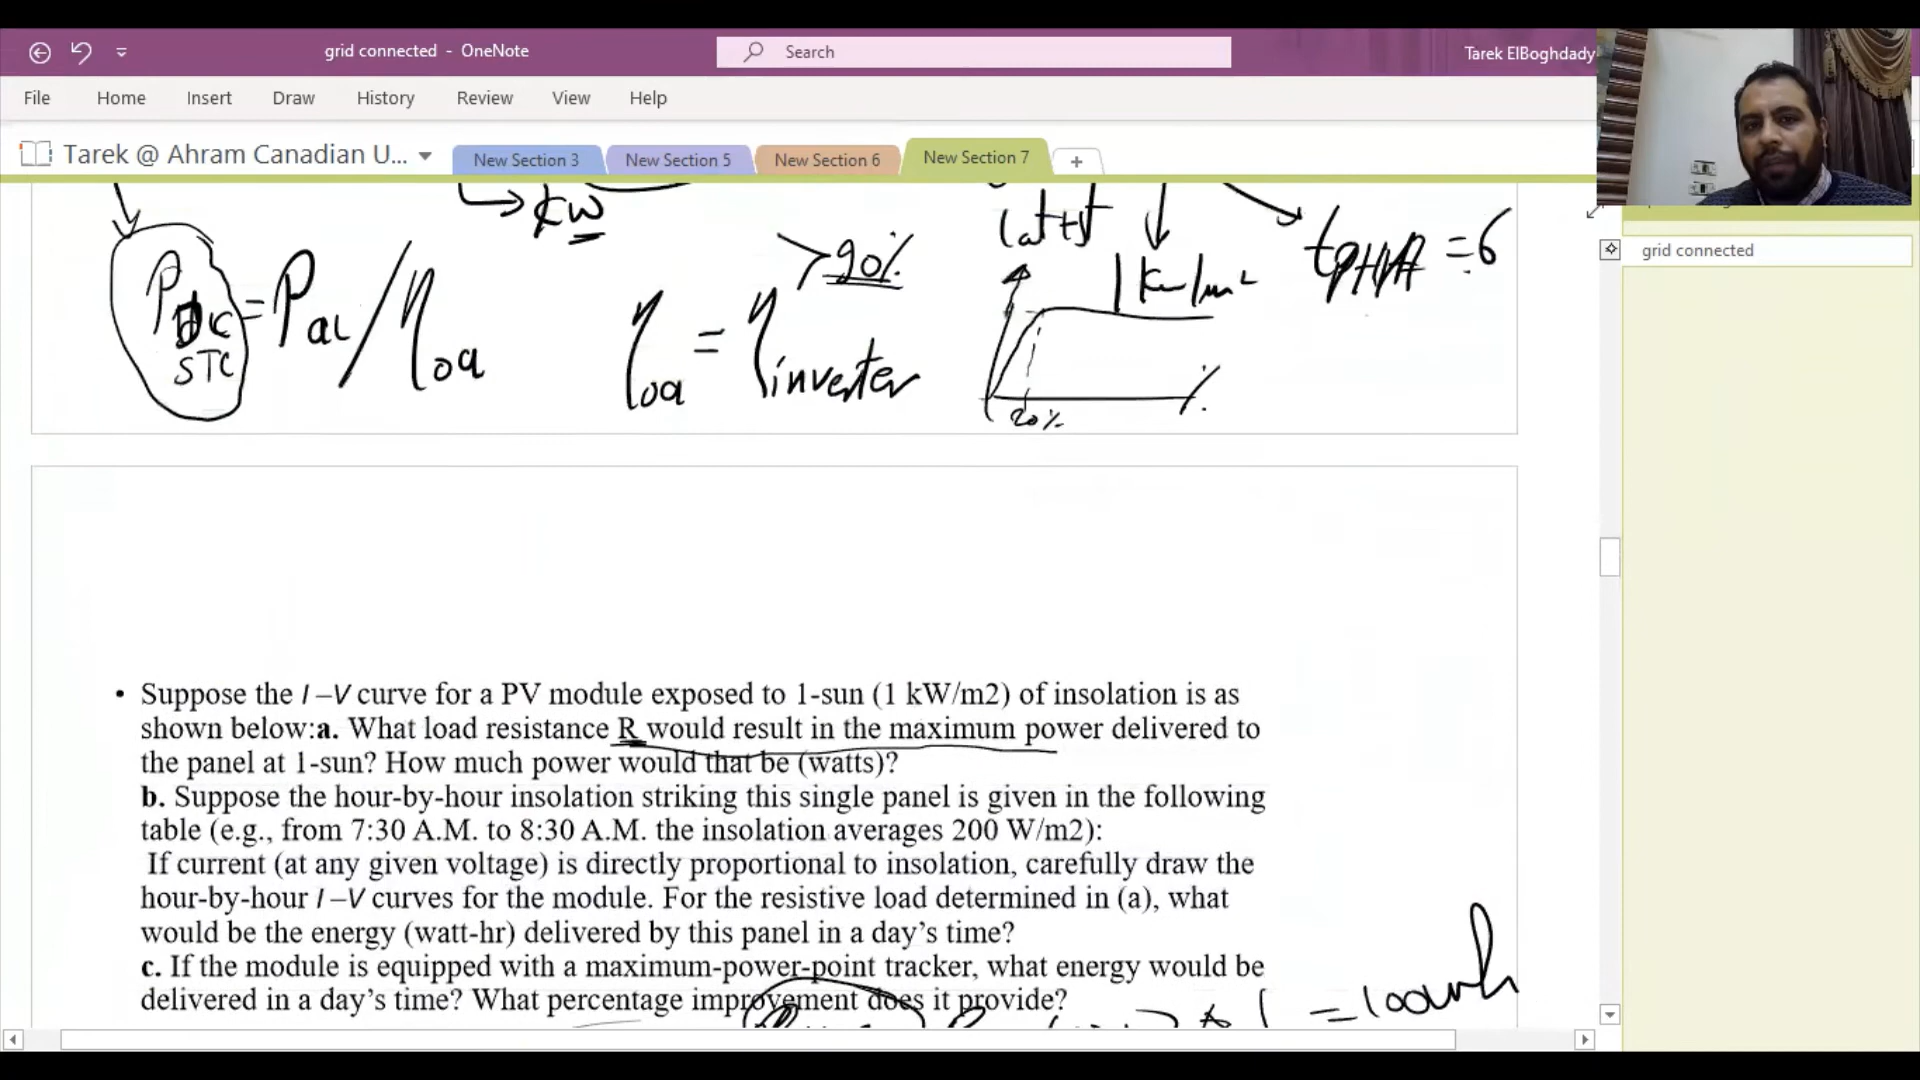 grid connected - OneNote
Search
Tarek ElBoghdady
File Home Insert Draw History Review View Help
Tarek @ Ahram Canadian U...
New Section 3 New Section 5 New Section 6 New Section 7 +
grid connected
kw
>90%
1 kw/m²
= 6
P DC STC = Pac / η oa
η oa = η inverter
20% %
• Suppose the I –V curve for a PV module exposed to 1-sun (1 kW/m2) of insolation is as
shown below:a. What load resistance R would result in the maximum power delivered to
the panel at 1-sun? How much power would that be (watts)?
b. Suppose the hour-by-hour insolation striking this single panel is given in the following
table (e.g., from 7:30 A.M. to 8:30 A.M. the insolation averages 200 W/m2):
If current (at any given voltage) is directly proportional to insolation, carefully draw the
hour-by-hour I –V curves for the module. For the resistive load determined in (a), what
would be the energy (watt-hr) delivered by this panel in a day's time?
c. If the module is equipped with a maximum-power-point tracker, what energy would be
delivered in a day's time? What percentage improvement does it provide?